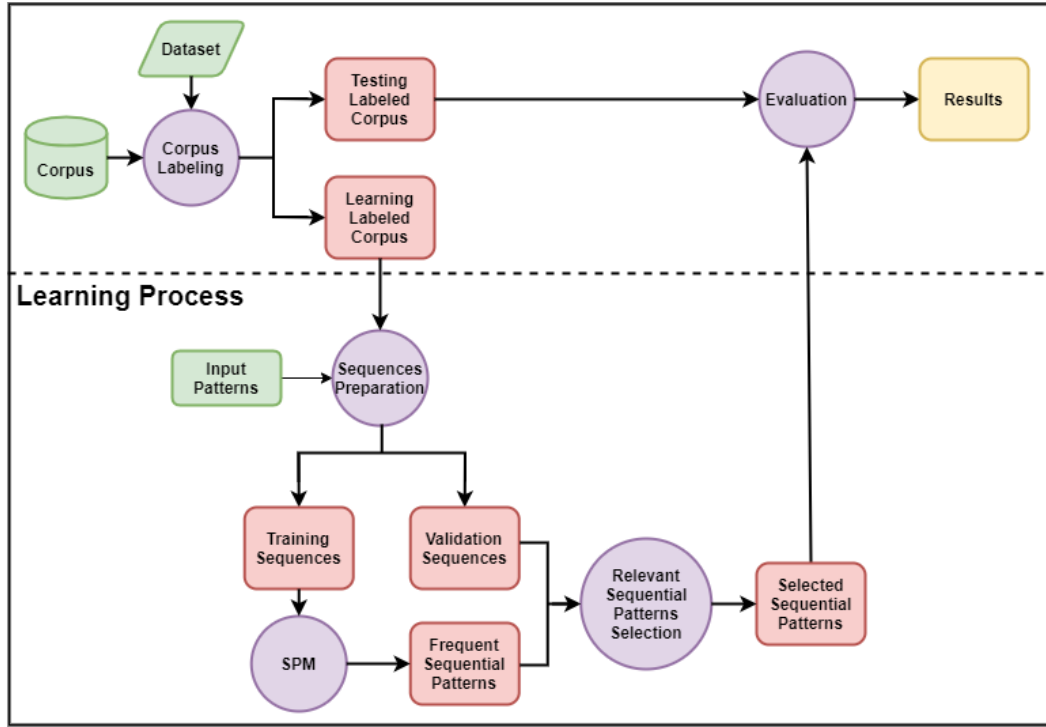 Dataset
Corpus
Corpus
Labeling
Testing
Labeled
Corpus
Learning
Labeled
Corpus
Evaluation
Results
Learning Process
Input
Patterns
Sequences
Preparation
Training
Sequences
Validation
Sequences
SPM
Frequent
Sequential
Patterns
Relevant
Sequential
Patterns
Selection
Selected
Sequential
Patterns